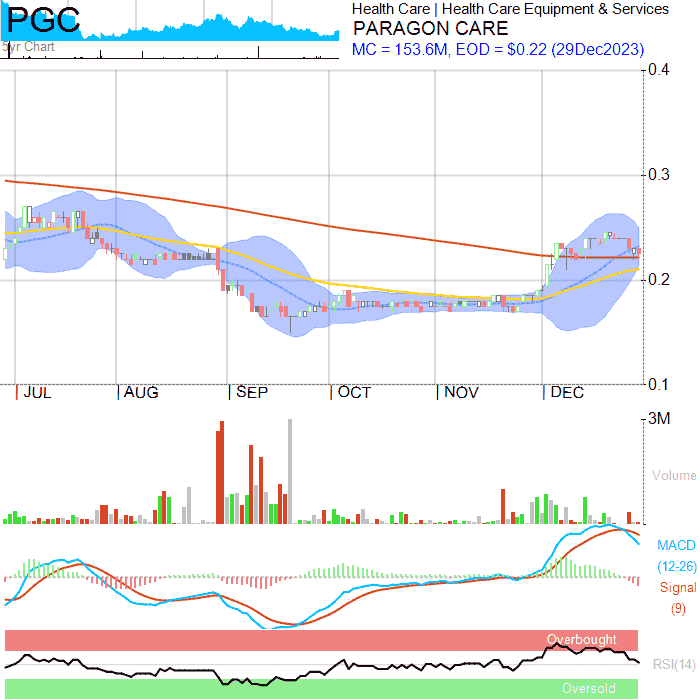 PGC
5yr Chart
Health Care | Health Care Equipment & Services
PARAGON CARE
MC = 153.6M, EOD = $0.22 (29Dec2023)
0.4
0.3
0.2
0.1
JUL AUG SEP OCT NOV DEC
3M
Volume
MACD
(12-26)
Signal
(9)
Overbought
RSI(14)
Oversold